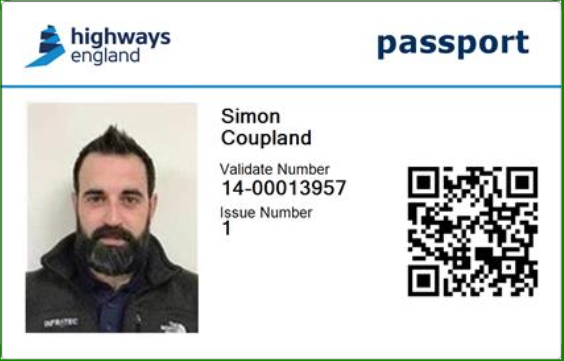 highways
england
passport
Simon
Coupland
Validate Number
14-00013957
Issue Number
1
INFRATEC